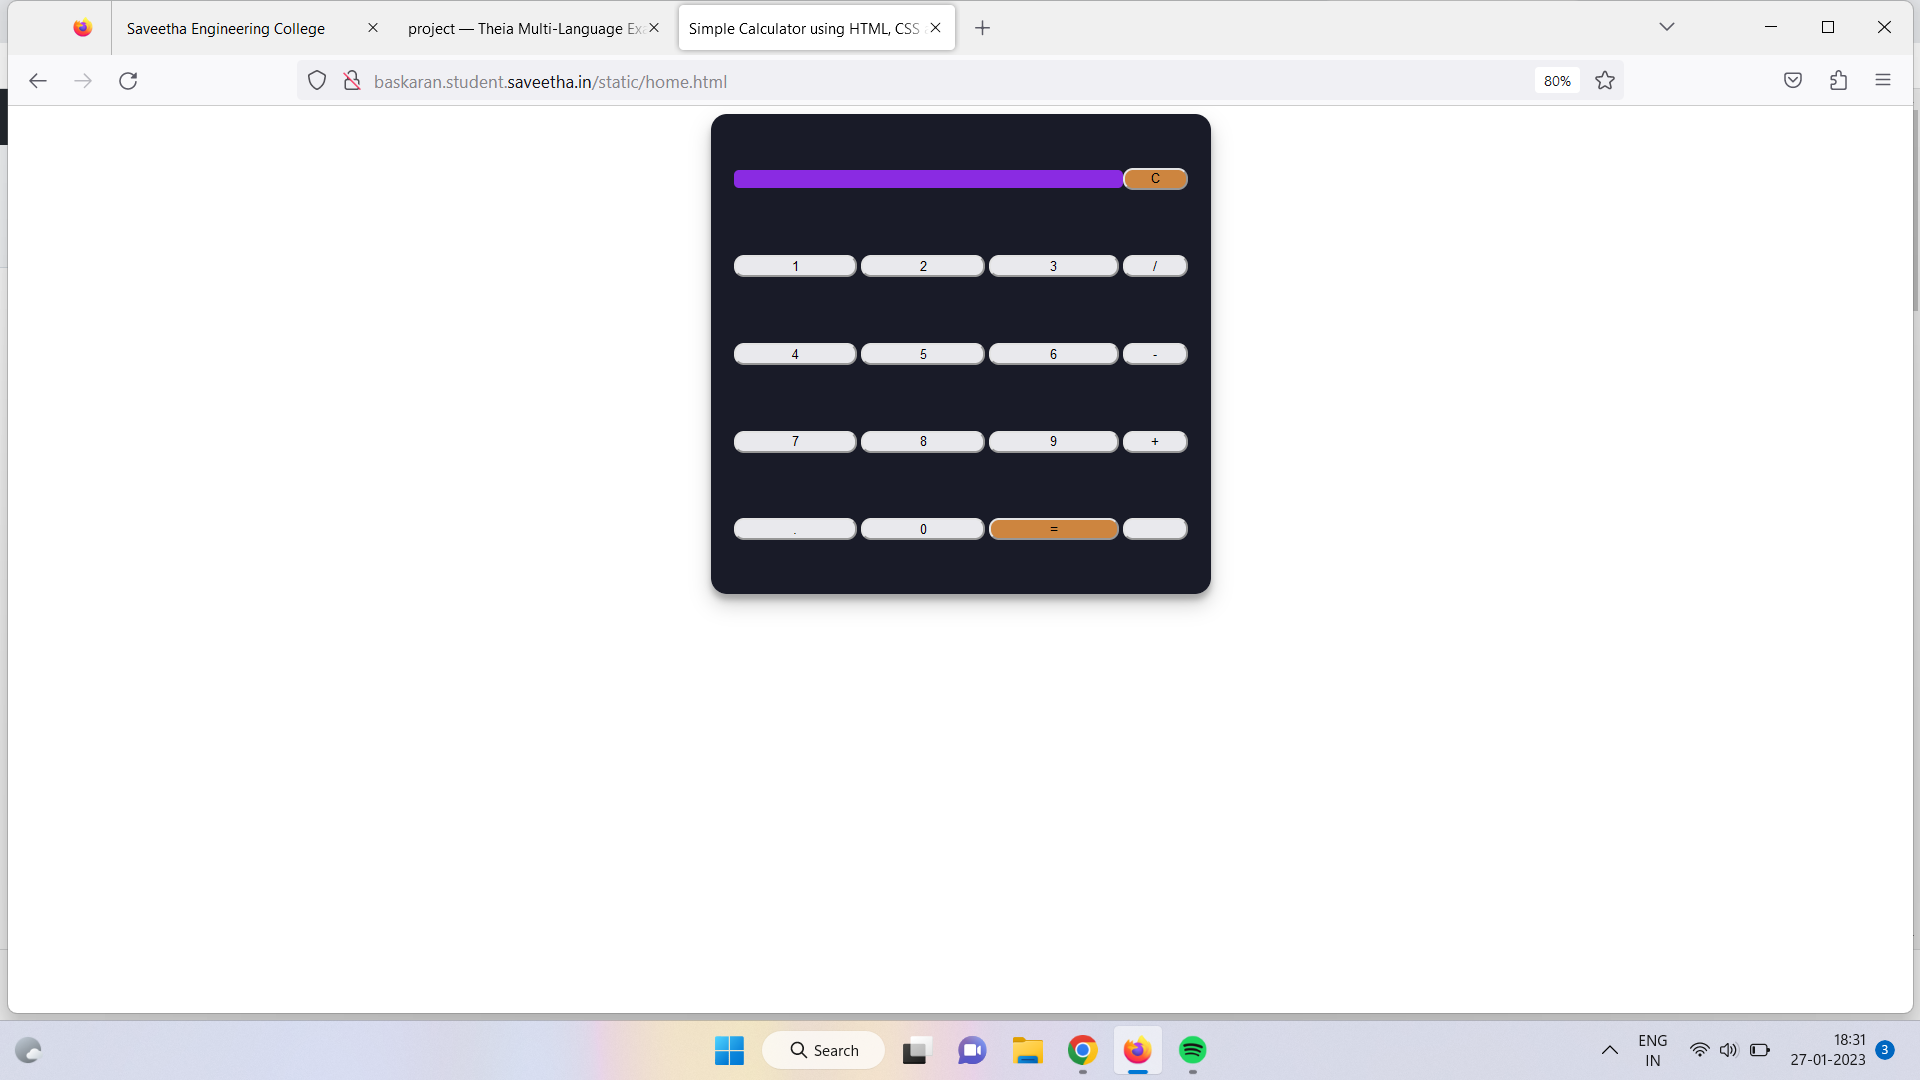 Saveetha Engineering College
project — Theia Multi-Language Exa
Simple Calculator using HTML, CSS
baskaran.student.saveetha.in/static/home.html
80%
C
1 2 3 /
4 5 6 -
7 8 9 +
. 0 =
Search
ENG
IN
18:31
27-01-2023
3